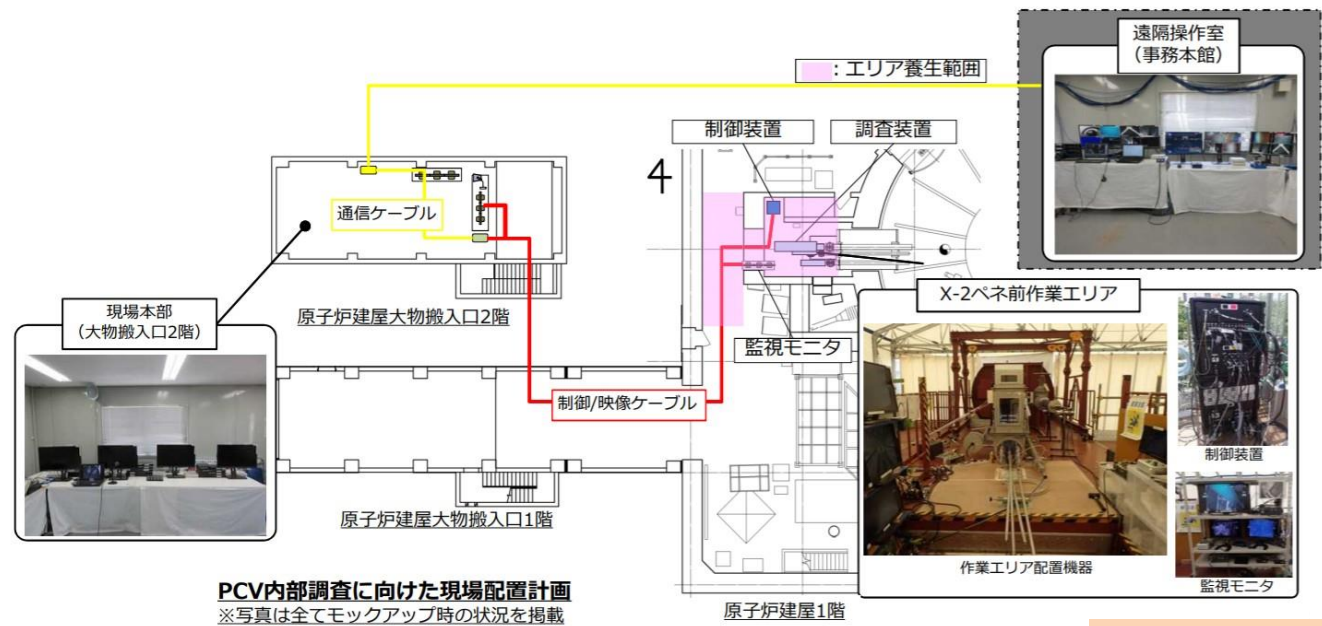 遠隔操作室
（事務本館）
：エリア養生範囲
制御装置
調査装置
4
通信ケーブル
現場本部
（大物搬入口2階）
原子炉建屋大物搬入口2階
X-2ペネ前作業エリア
監視モニタ
制御/映像ケーブル
制御装置
原子炉建屋大物搬入口1階
作業エリア配置機器
監視モニタ
PCV内部調査に向けた現場配置計画
※写真は全てモックアップ時の状況を掲載
原子炉建屋1階